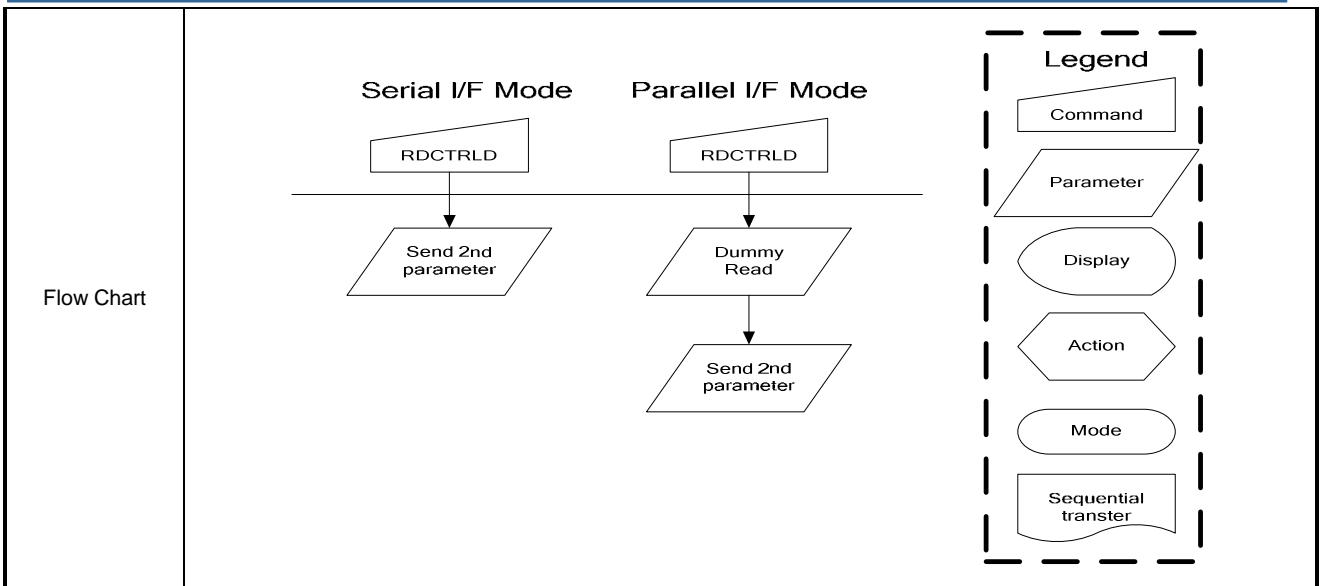 Flow Chart
Serial I/F Mode
RDCTRLD
Send 2nd
parameter
Parallel I/F Mode
RDCTRLD
Dummy
Read
Send 2nd
parameter
Legend
Command
Parameter
Display
Action
Mode
Sequential
transter